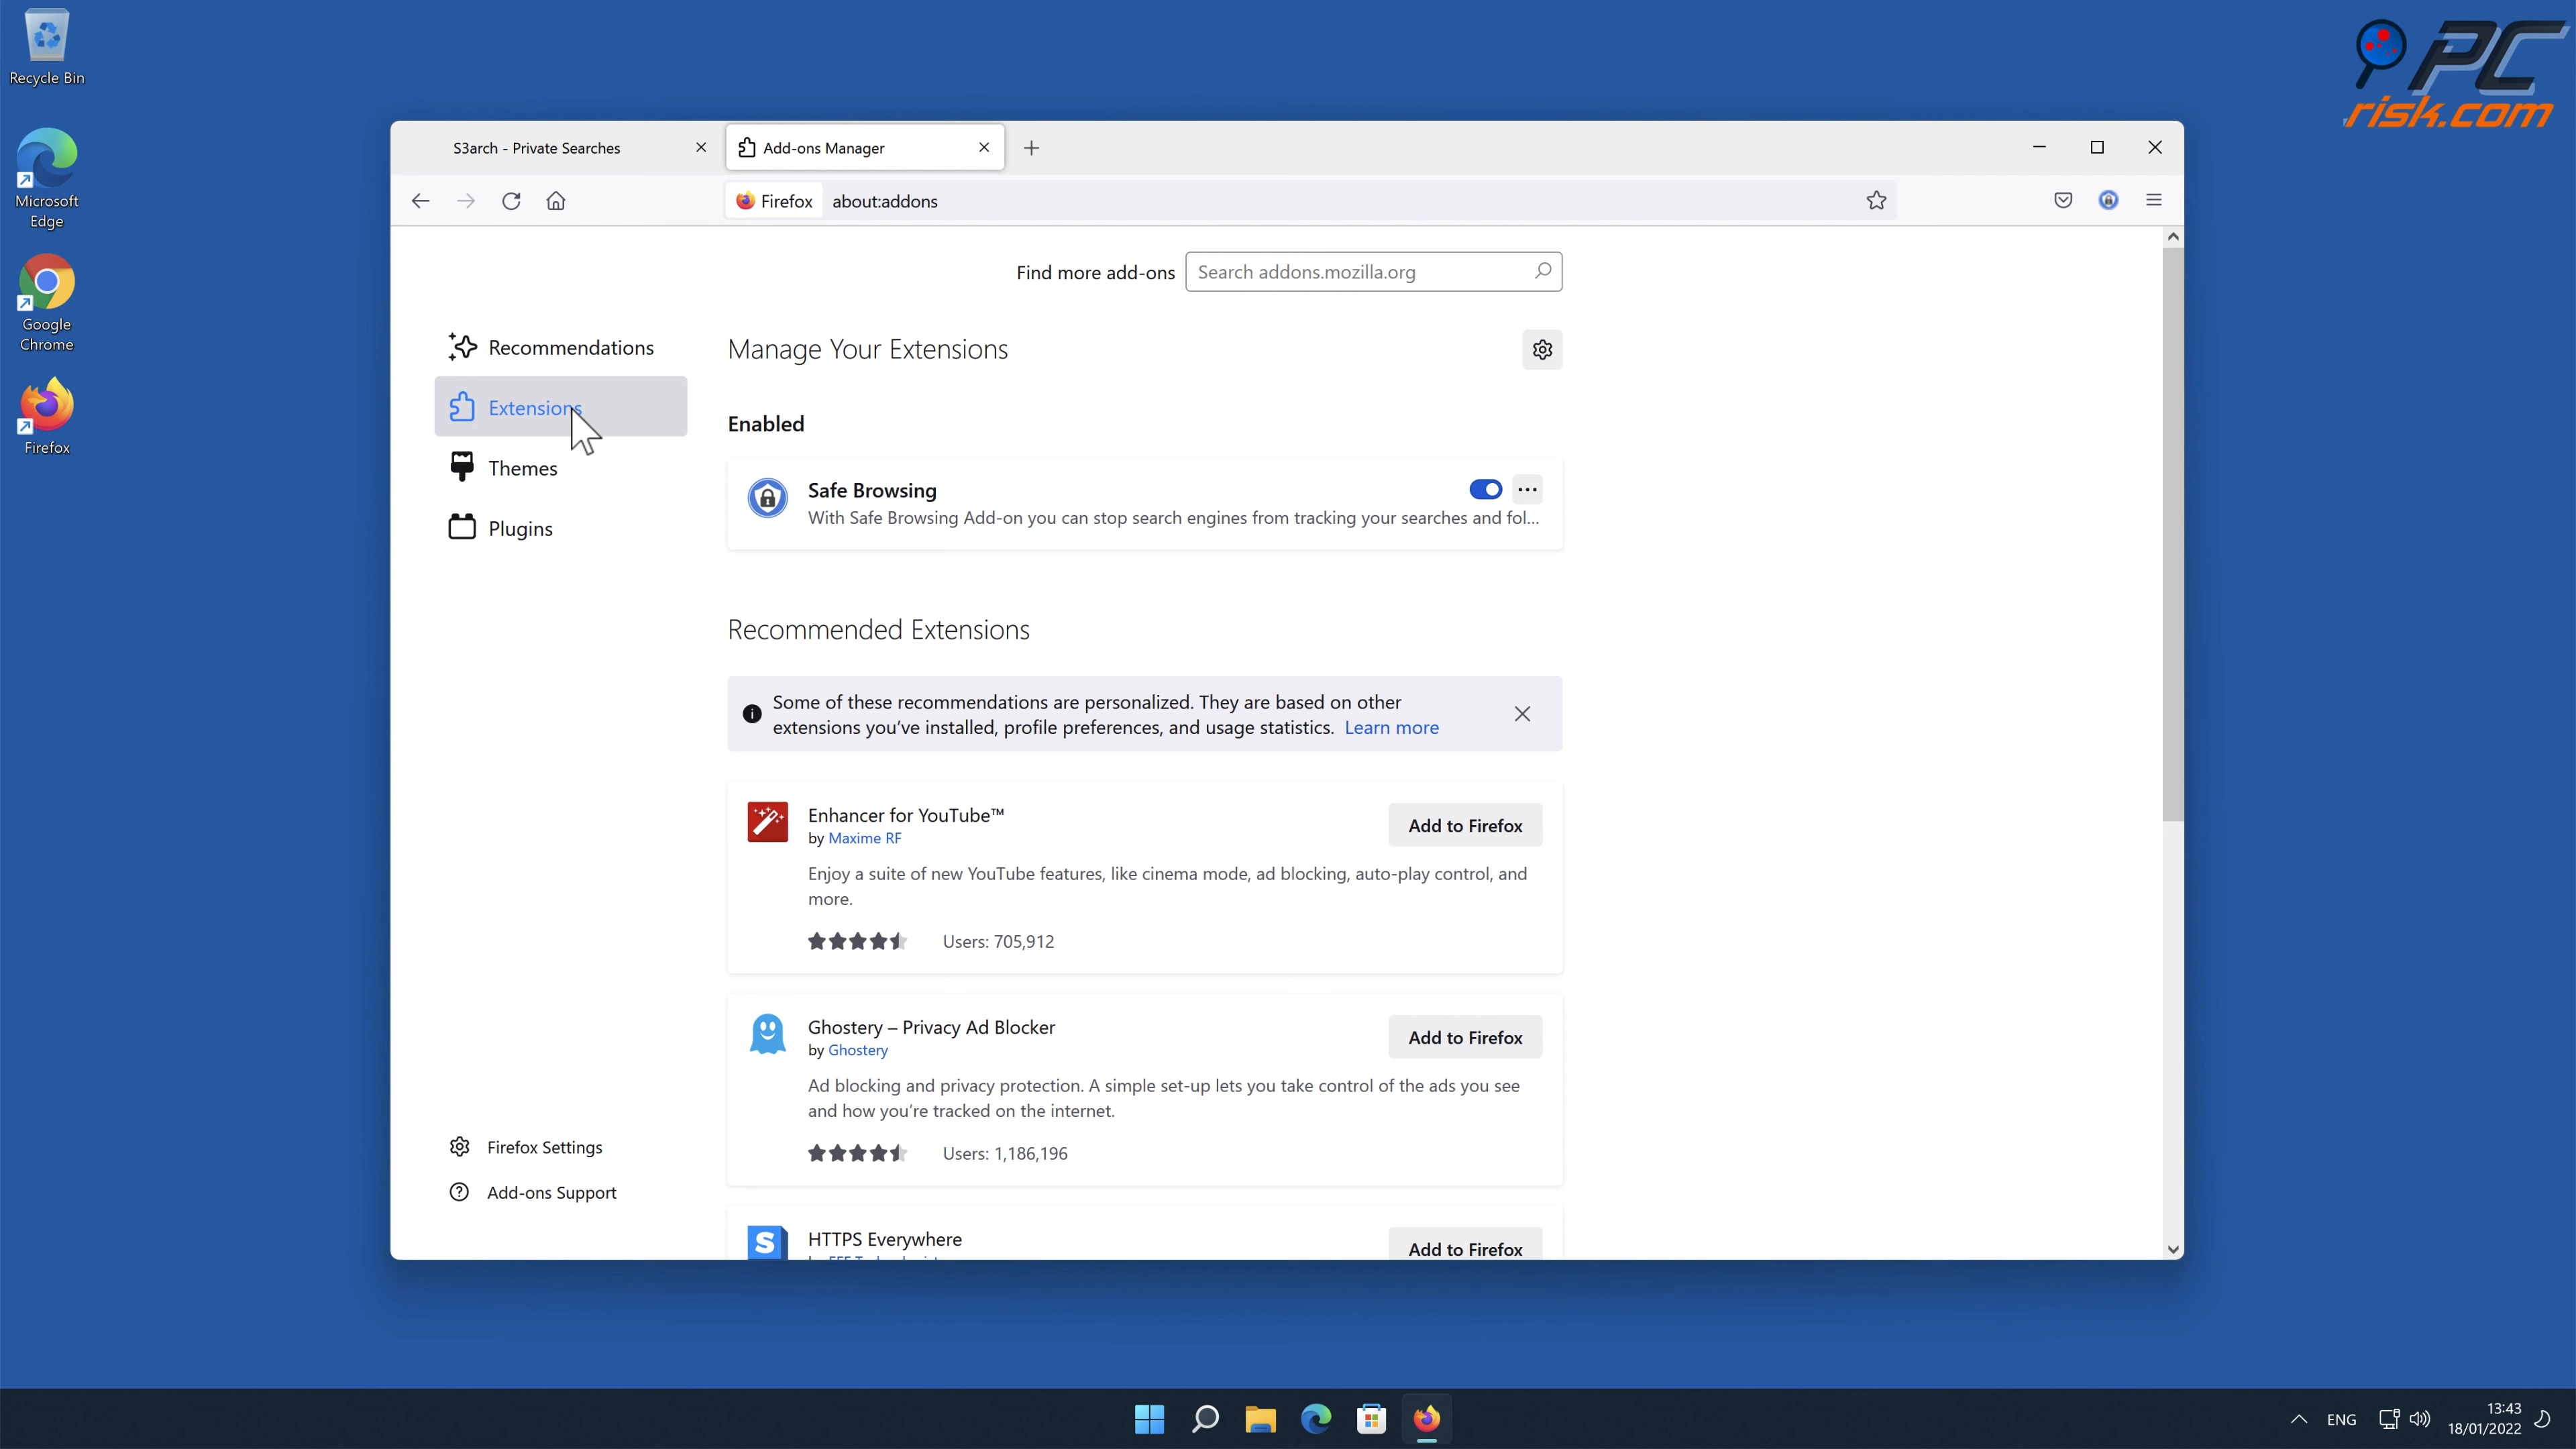 Recycle Bin
Microsoft
Edge
Google
Chrome
Firefox
PC
risk.com
S3arch - Private Searches
Add-ons Manager
Firefox
about:addons
Find more add-ons
Search addons.mozilla.org
Recommendations
Extensions
Themes
Plugins
Firefox Settings
Add-ons Support
Manage Your Extensions
Enabled
Safe Browsing
With Safe Browsing Add-on you can stop search engines from tracking your searches and fol...
Recommended Extensions
Some of these recommendations are personalized. They are based on other
extensions you’ve installed, profile preferences, and usage statistics. Learn more
Enhancer for YouTube™
by Maxime RF
Add to Firefox
Enjoy a suite of new YouTube features, like cinema mode, ad blocking, auto-play control, and
more.
Users: 705,912
Ghostery – Privacy Ad Blocker
by Ghostery
Add to Firefox
Ad blocking and privacy protection. A simple set-up lets you take control of the ads you see
and how you’re tracked on the internet.
Users: 1,186,196
S
HTTPS Everywhere
Add to Firefox
ENG
13:43
18/01/2022